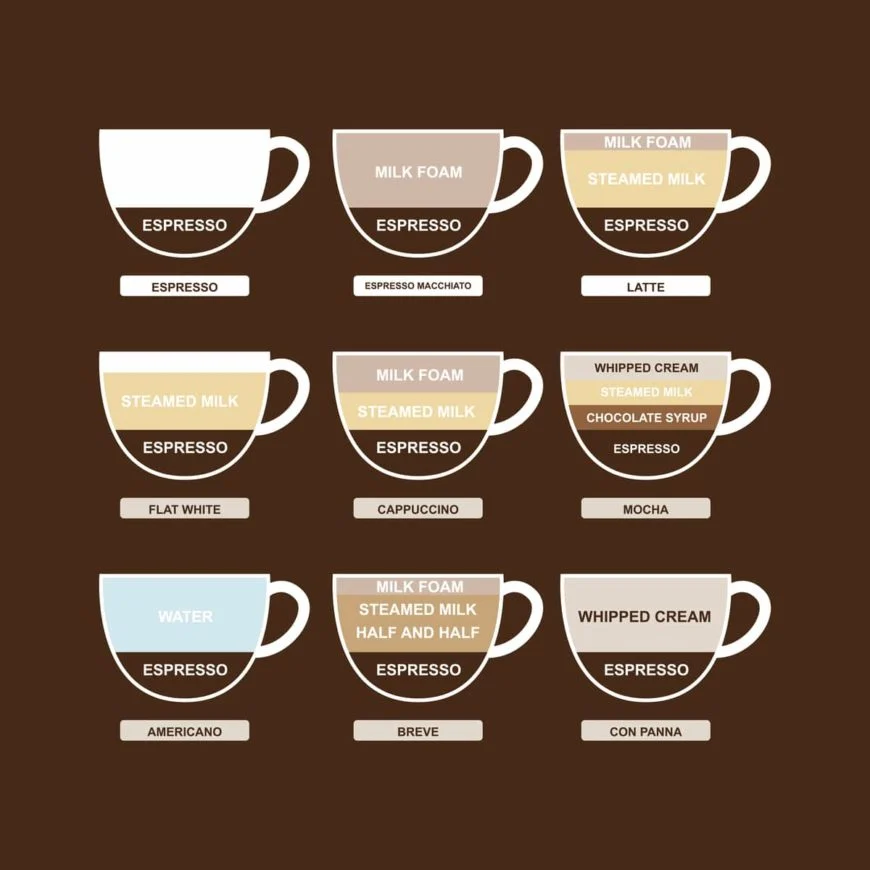 ESPRESSO
ESPRESSO
MILK FOAM
ESPRESSO
ESPRESSO MACCHIATO
MILK FOAM
STEAMED MILK
ESPRESSO
LATTE
STEAMED MILK
ESPRESSO
FLAT WHITE
MILK FOAM
STEAMED MILK
ESPRESSO
CAPPUCCINO
WHIPPED CREAM
STEAMED MILK
CHOCOLATE SYRUP
ESPRESSO
MOCHA
WATER
ESPRESSO
AMERICANO
MILK FOAM
STEAMED MILK
HALF AND HALF
ESPRESSO
BREVE
WHIPPED CREAM
ESPRESSO
CON PANNA